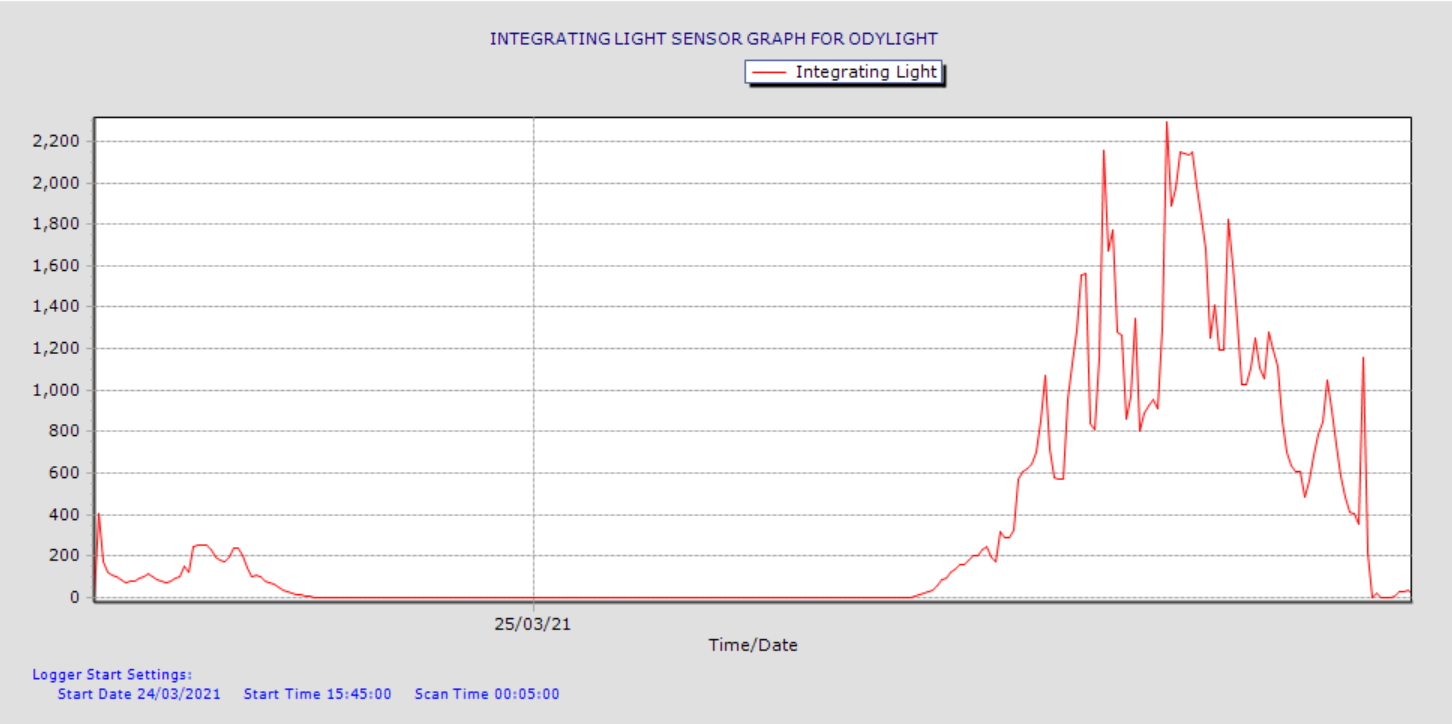 INTEGRATING LIGHT SENSOR GRAPH FOR ODYLIGHT
Integrating Light
2,200
2,000
1,800
1,600
1,400
1,200
1,000
800
600
400
200
0
25/03/21
Time/Date
Logger Start Settings:
Start Date 24/03/2021 Start Time 15:45:00 Scan Time 00:05:00